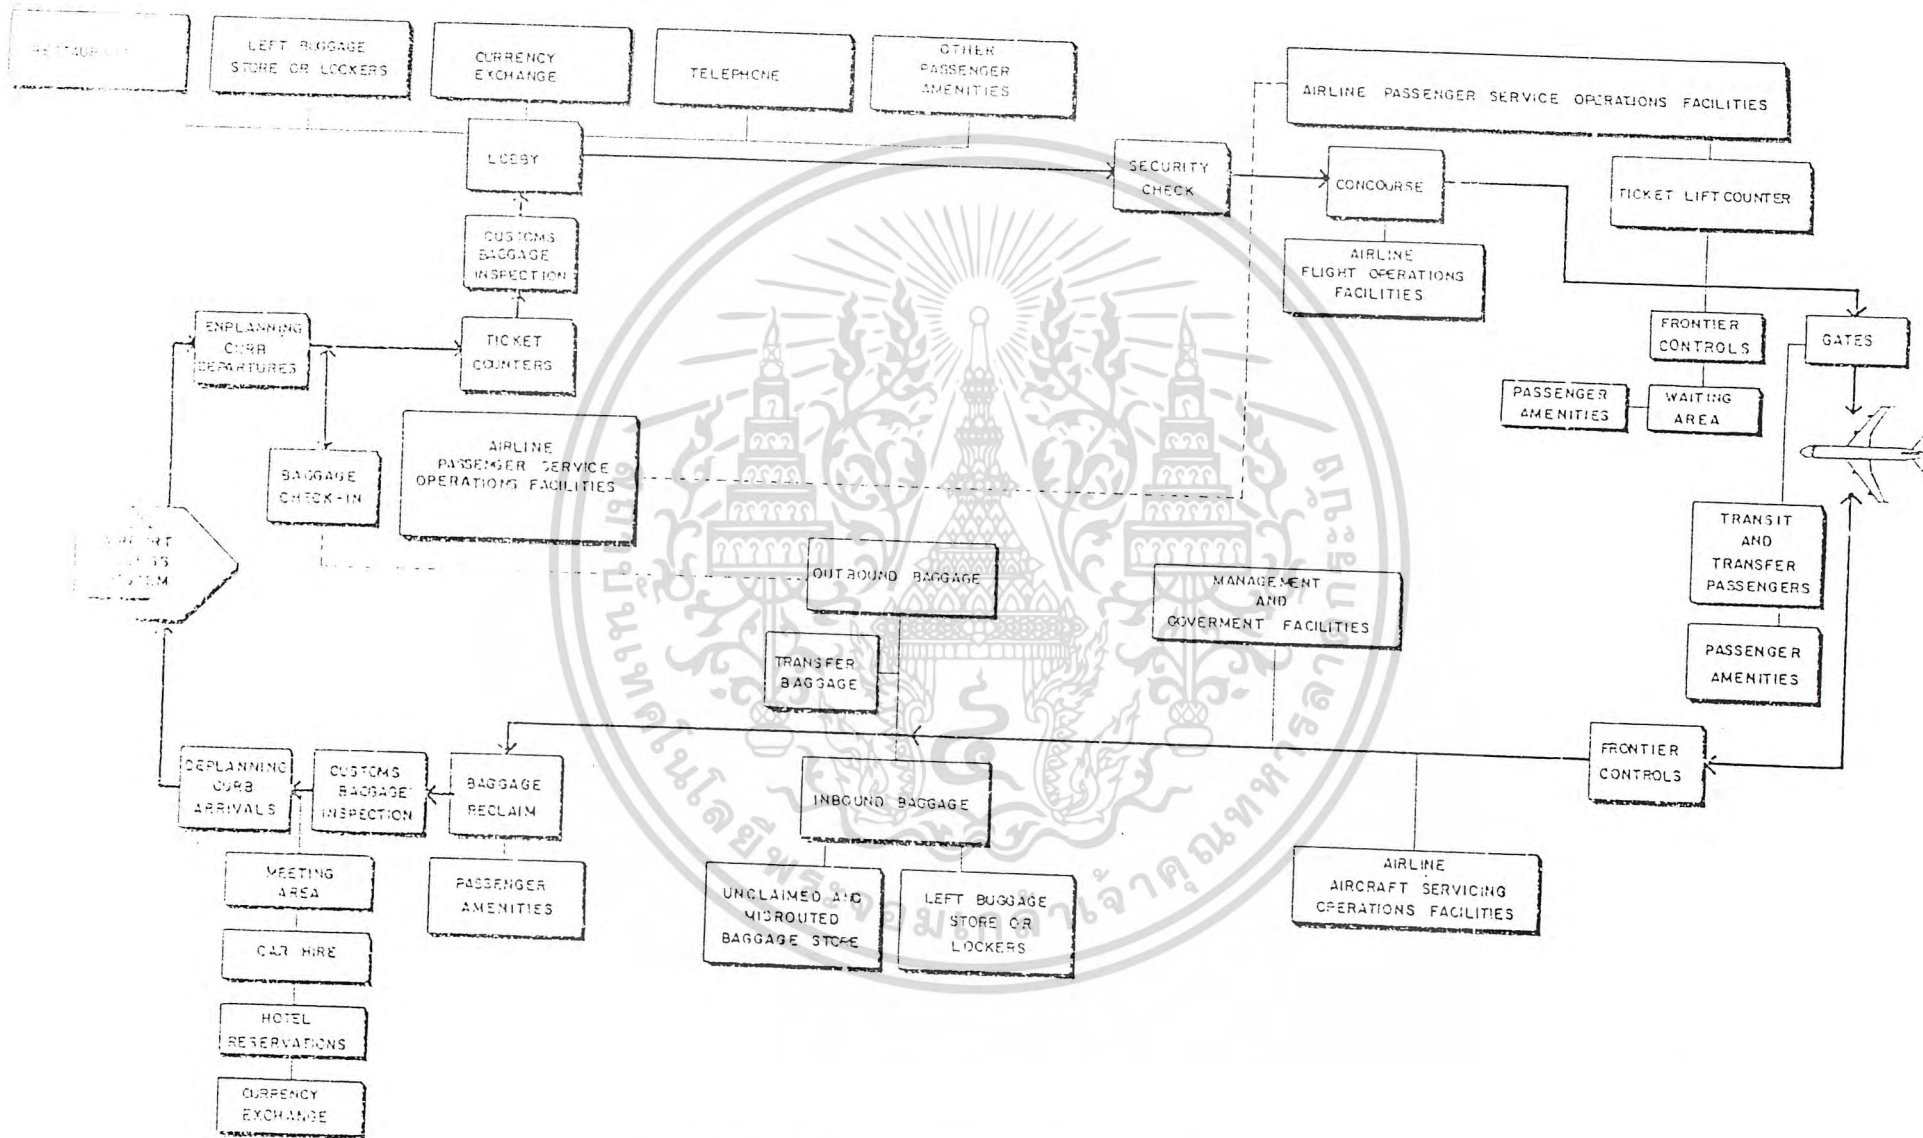 LEFT BUGGAGE
STORE OR LOCKERS
CURRENCY
EXCHANGE
TELEPHONE
OTHER
PASSENGER
AMENITIES
AIRLINE PASSENGER SERVICE OPERATIONS FACILITIES
LOBBY
SECURITY
CHECK
CONCOURSE
TICKET LIFT COUNTER
CUSTOMS
BAGGAGE
INSPECTION
AIRLINE
FLIGHT OPERATIONS
FACILITIES
ENPLANNING
CURB
DEPARTURES
TICKET
COUNTERS
FRONTIER
CONTROLS
GATES
PASSENGER
AMENITIES
WAITING
AREA
BAGGAGE
CHECK-IN
AIRLINE
PASSENGER SERVICE
OPERATIONS FACILITIES
TRANSIT
AND
TRANSFER
PASSENGERS
OUTBOUND BAGGAGE
MANAGEMENT
AND
GOVERMENT FACILITIES
TRANSFER
BAGGAGE
PASSENGER
AMENITIES
DEPLANNING
CURB
ARRIVALS
CUSTOMS
BAGGAGE
INSPECTION
BAGGAGE
RECLAIM
INBOUND BAGGAGE
FRONTIER
CONTROLS
MEETING
AREA
PASSENGER
AMENITIES
UNCLAIMED AND
MISROUTED
BAGGAGE STORE
LEFT BUGGAGE
STORE OR
LOCKERS
AIRLINE
AIRCRAFT SERVICING
OPERATIONS FACILITIES
CAR HIRE
HOTEL
RESERVATIONS
CURRENCY
EXCHANGE